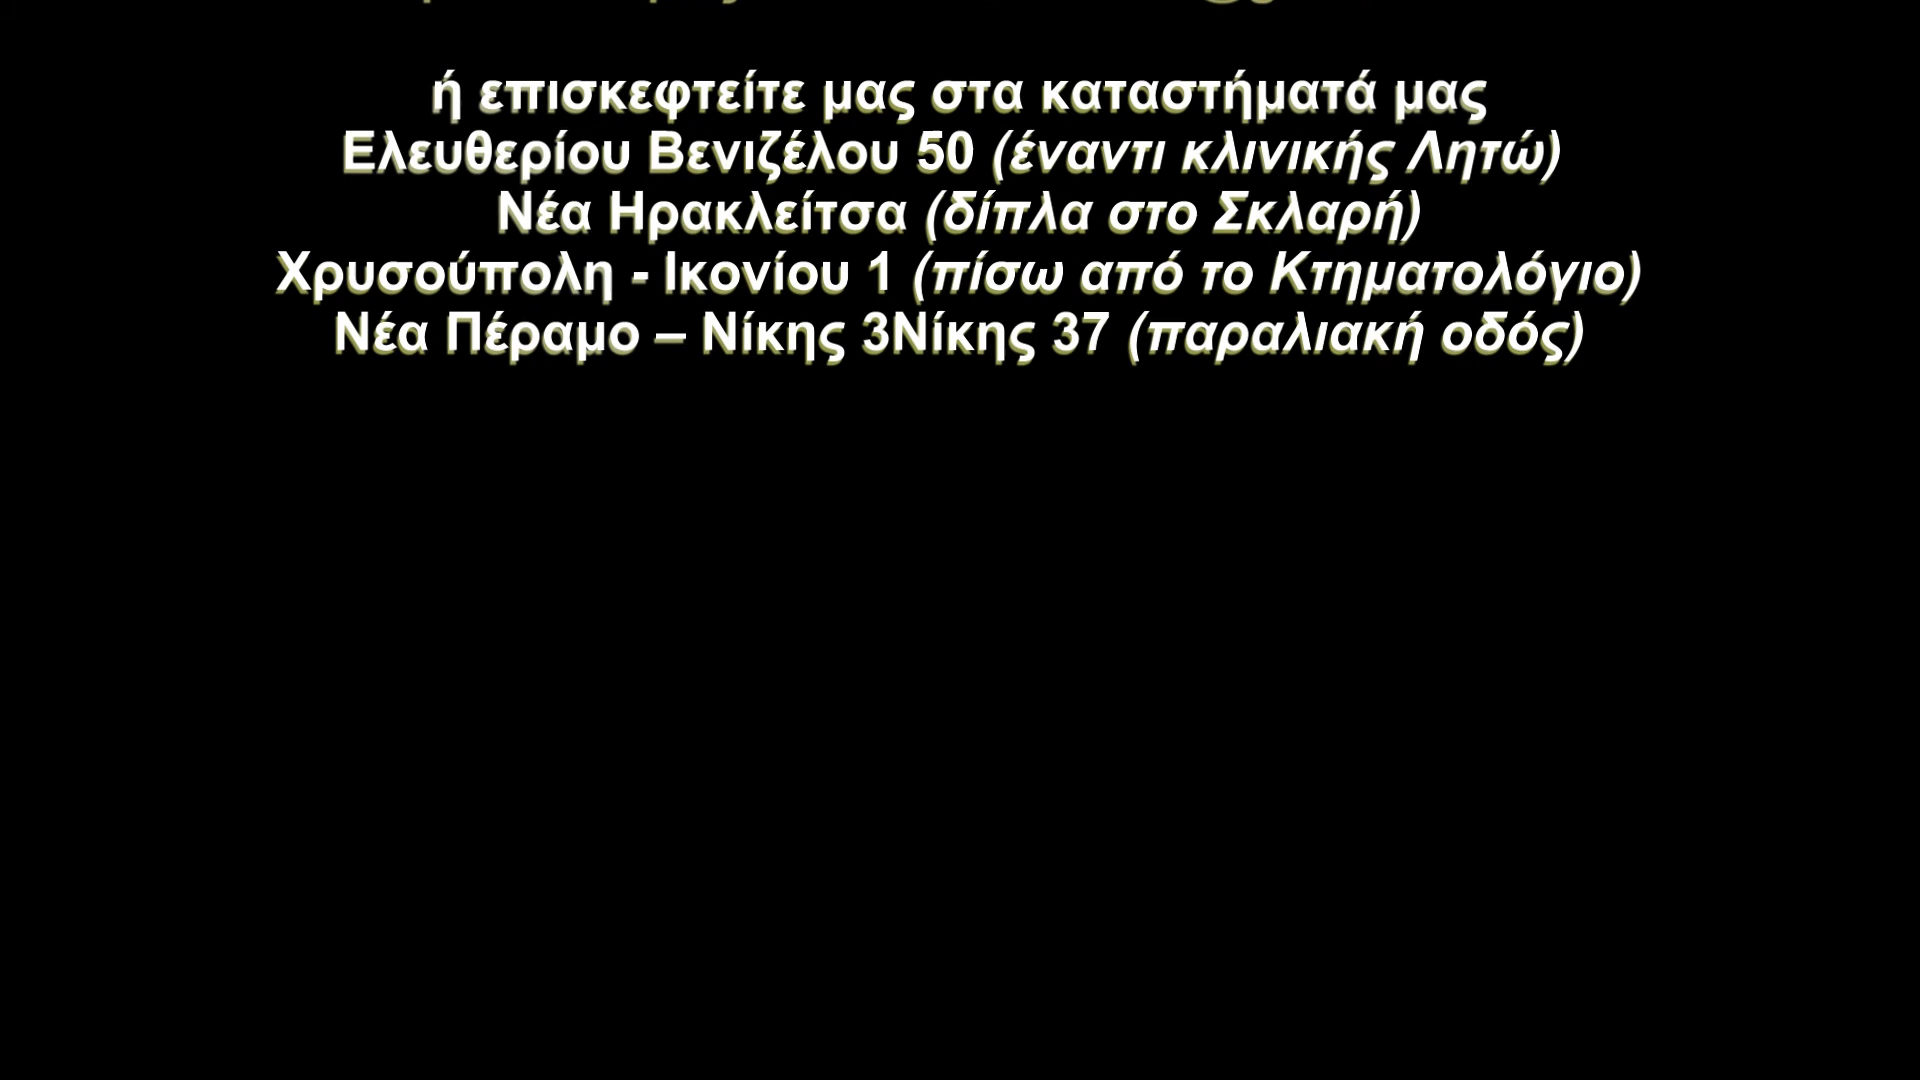 ή επισκεφτείτε μας στα καταστήματά μας
Ελευθερίου Βενιζέλου 50 (έναντι κλινικής Λητώ)
Νέα Ηρακλείτσα (δίπλα στο Σκλαρή)
Χρυσούπολη - Ικονίου 1 (πίσω από το Κτηματολόγιο)
Νέα Πέραμο – Νίκης 3Νίκης 37 (παραλιακή οδός)